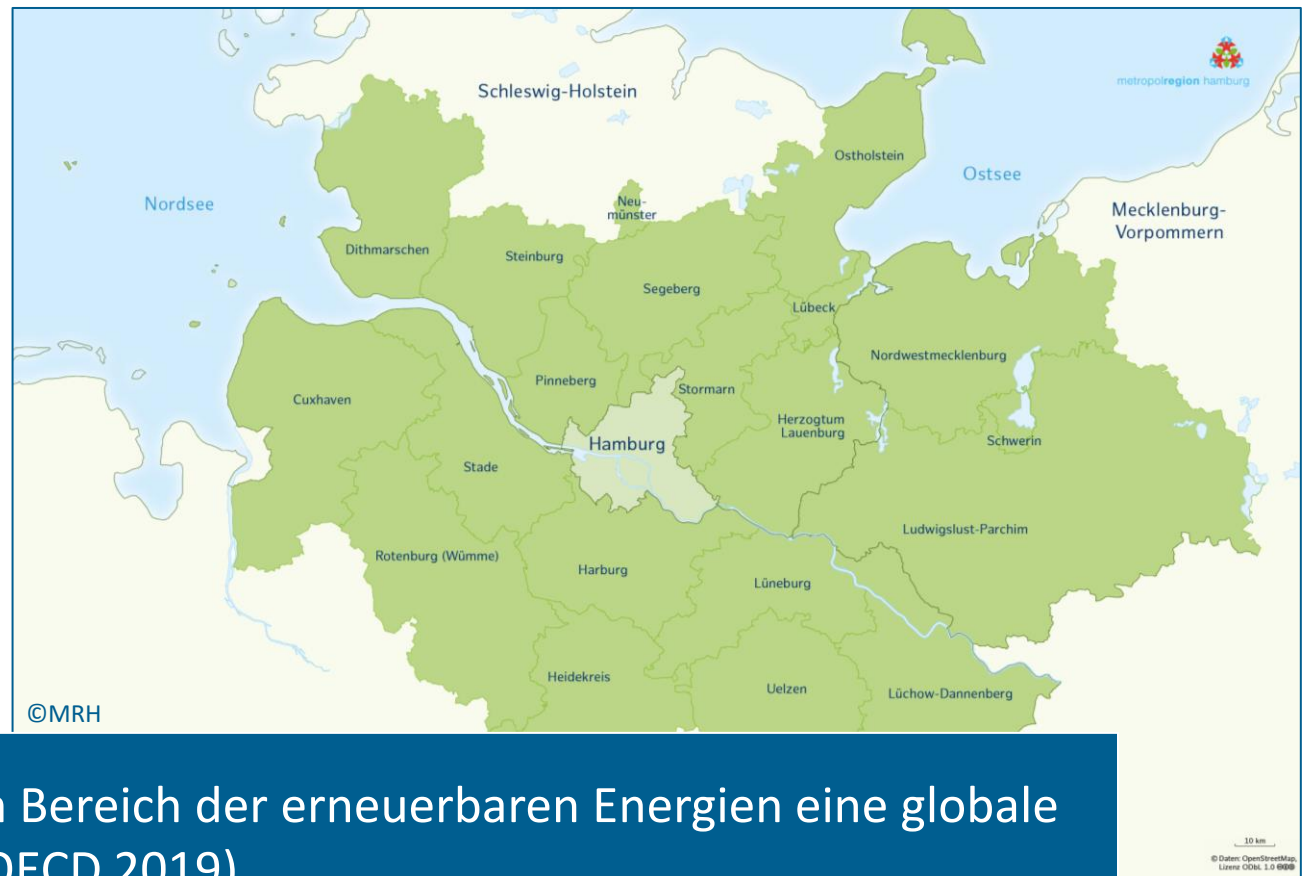 metropolregion hamburg
Schleswig-Holstein
Ostholstein
Ostsee
Nordsee
Neu-
münster
Mecklenburg-
Vorpommern
Dithmarschen
Steinburg
Segeberg
Lübeck
Nordwestmecklenburg
Pinneberg
Stormarn
Cuxhaven
Herzogtum
Lauenburg
Hamburg
Schwerin
Stade
Ludwigslust-Parchim
Rotenburg (Wümme)
Harburg
Lüneburg
Heidekreis
Uelzen
Lüchow-Dannenberg
©MRH
Bereich der erneuerbaren Energien eine globale
OECD 2019)
10 km
© Daten: OpenStreetMap,
Lizenz ODbL 1.0